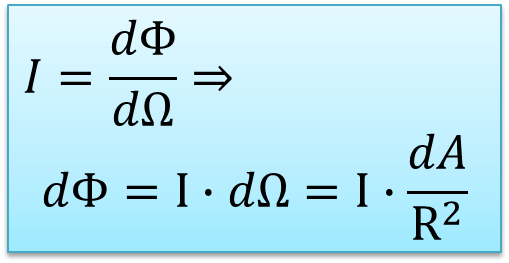 I = dΦ/dΩ ⇒
dΦ = I · dΩ = I · dA/R²